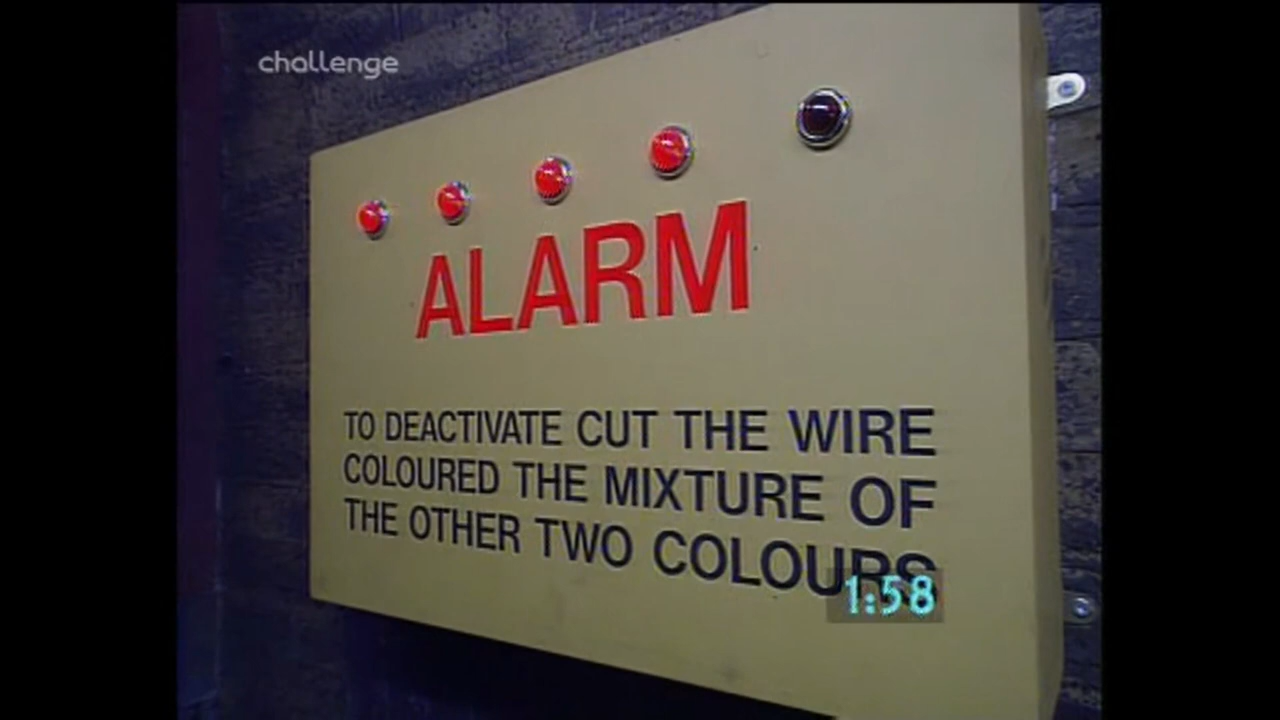 challenge
ALARM
TO DEACTIVATE CUT THE WIRE
COLOURED THE MIXTURE OF
THE OTHER TWO COLOURS
1:58